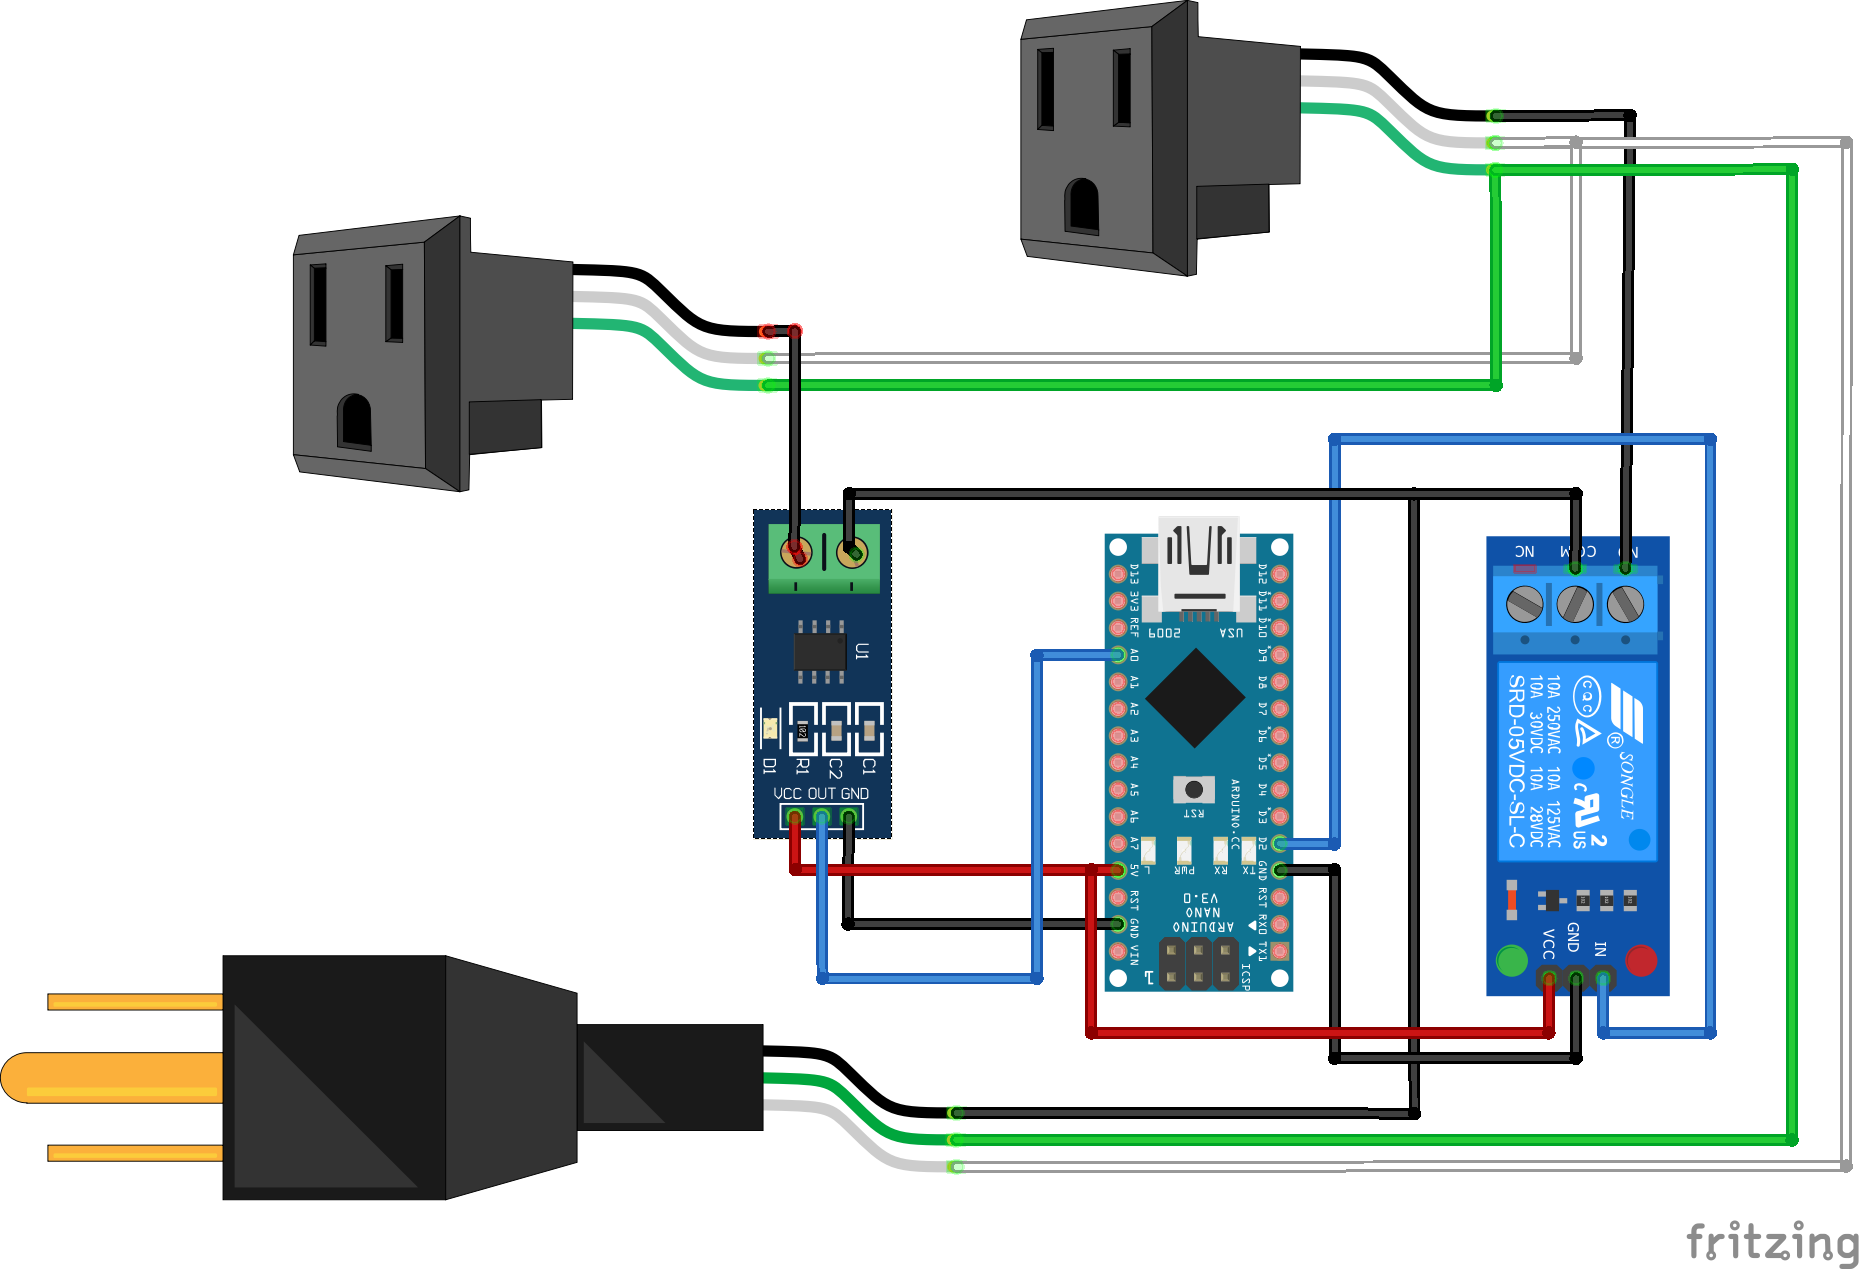 U1
D1
R1
C2
C1
102
VCC OUT GND
D13
3V3
REF
A0
A1
A2
A3
A4
A5
A6
A7
5V
RST
GND
VIN
D12
D11
D10
D9
D8
D7
D6
D5
D4
D3
D2
GND
RST
RX0
TX1
USA
2009
RST
ARDUINO.CC
TX
RX
PWR
L
ARDUINO
NANO
V3.0
1
ICSP
NC
COM
NO
SONGLE
®
CQC
c
US
2
10A 250VAC 10A 125VAC
10A 30VDC 10A 28VDC
SRD-05VDC-SL-C
VCC
GND
IN
fritzing